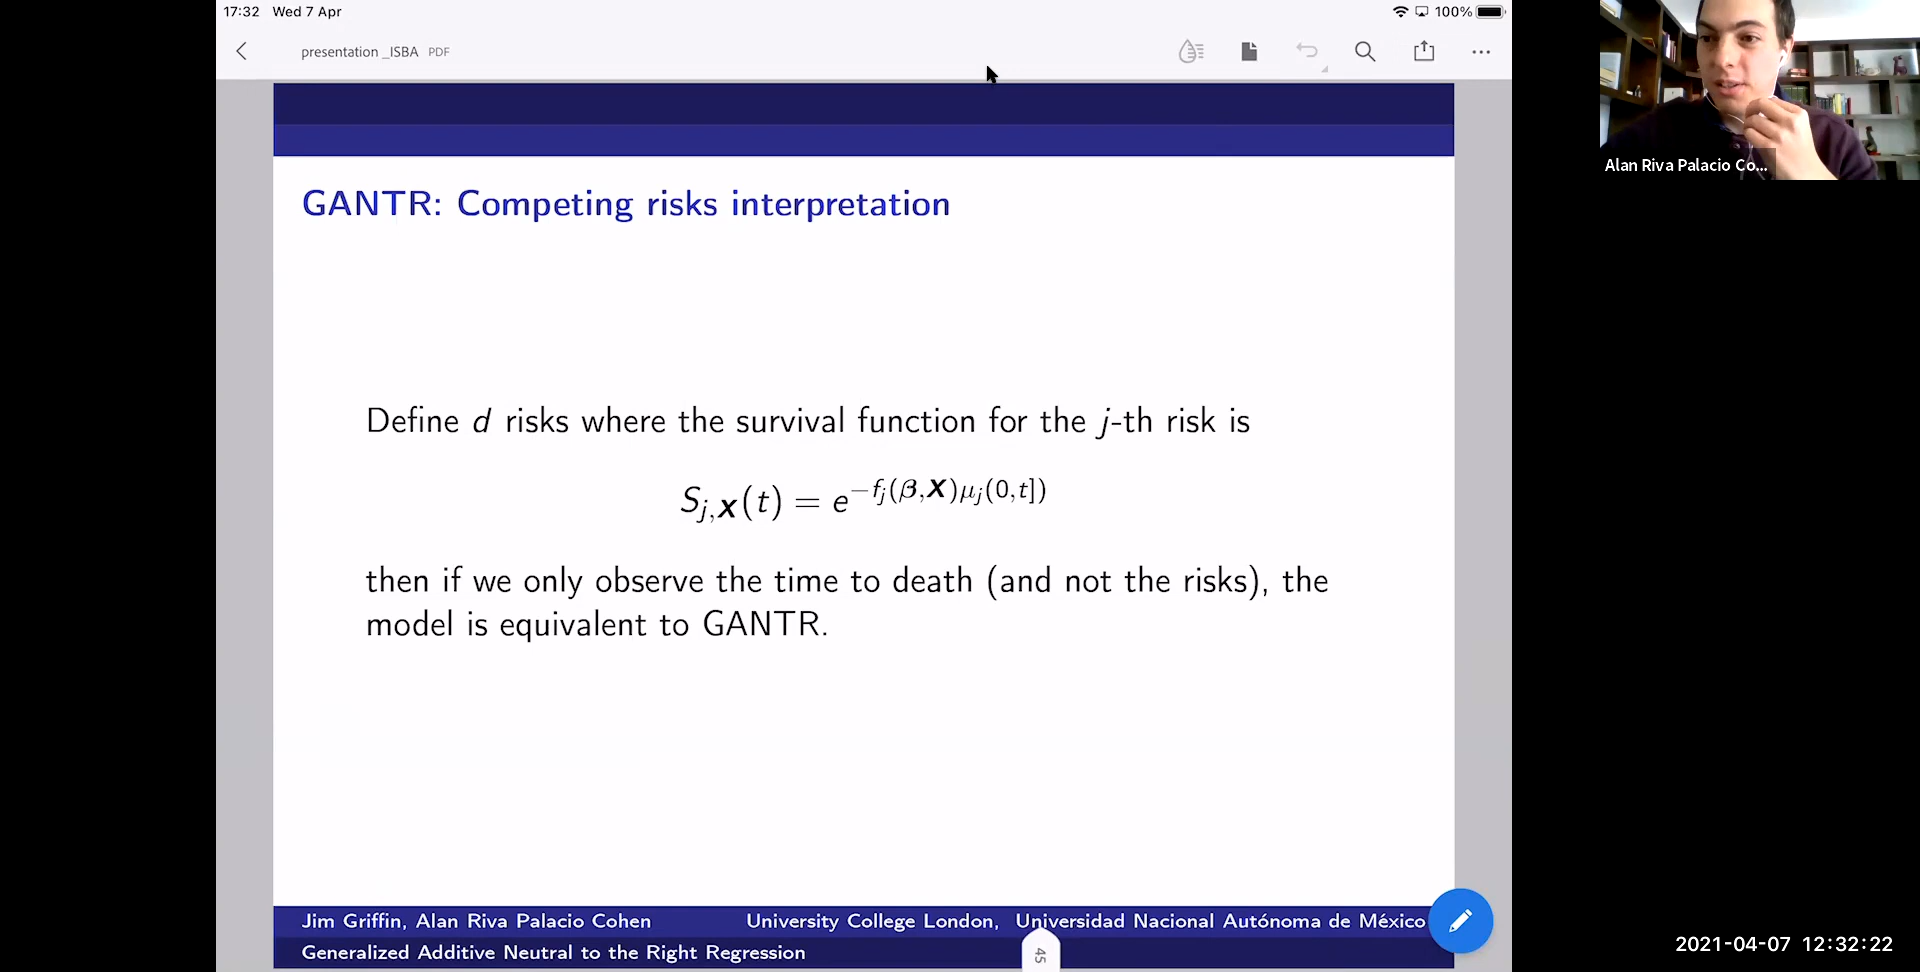 17:32 Wed 7 Apr
100%
presentation _ISBA PDF
GANTR: Competing risks interpretation
Define d risks where the survival function for the j-th risk is
S_{j,X}(t) = e^{−f_j(β,X)μ_j(0,t])}
then if we only observe the time to death (and not the risks), the
model is equivalent to GANTR.
Jim Griffin, Alan Riva Palacio Cohen University College London, Universidad Nacional Autónoma de México
Generalized Additive Neutral to the Right Regression
45
Alan Riva Palacio Co...
2021-04-07 12:32:22